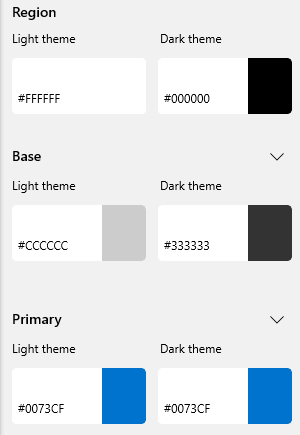 Region
Light theme Dark theme
#FFFFFF #000000
Base
Light theme Dark theme
#CCCCCC #333333
Primary
Light theme Dark theme
#0073CF #0073CF